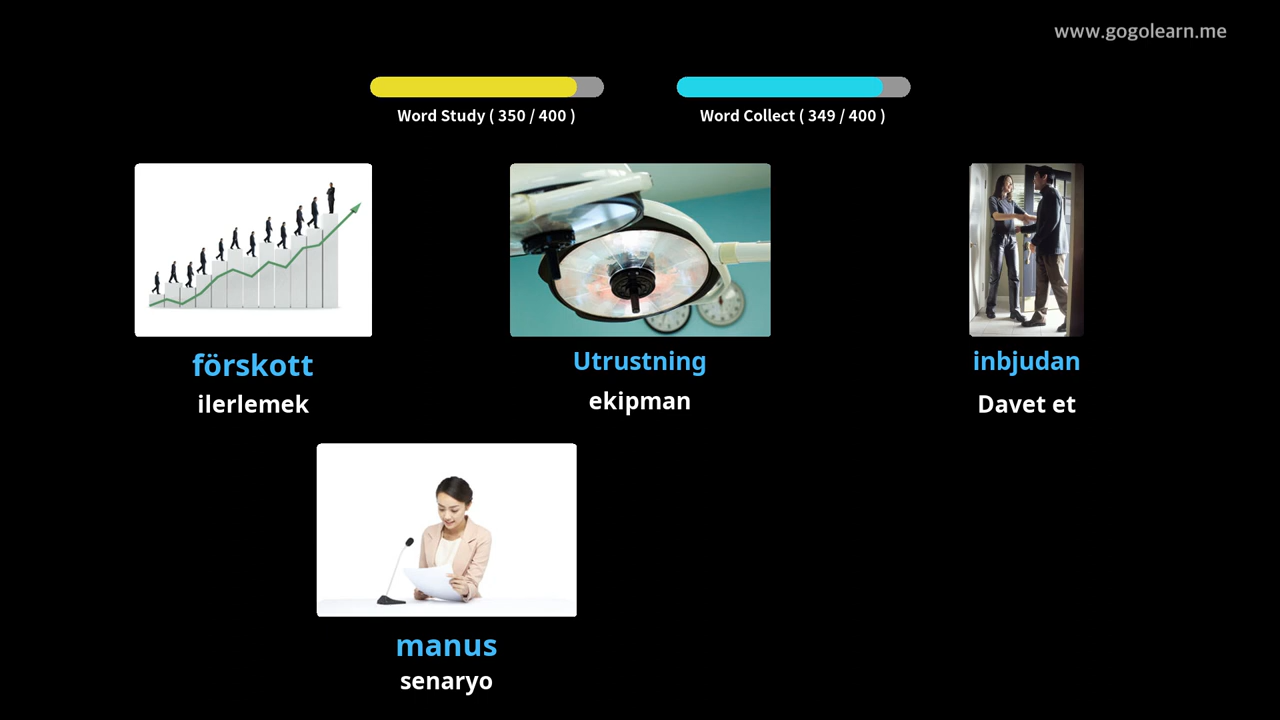 www.gogolearn.me
Word Study ( 350 / 400 )
Word Collect ( 349 / 400 )
förskott
ilerlemek
Utrustning
ekipman
inbjudan
Davet et
manus
senaryo